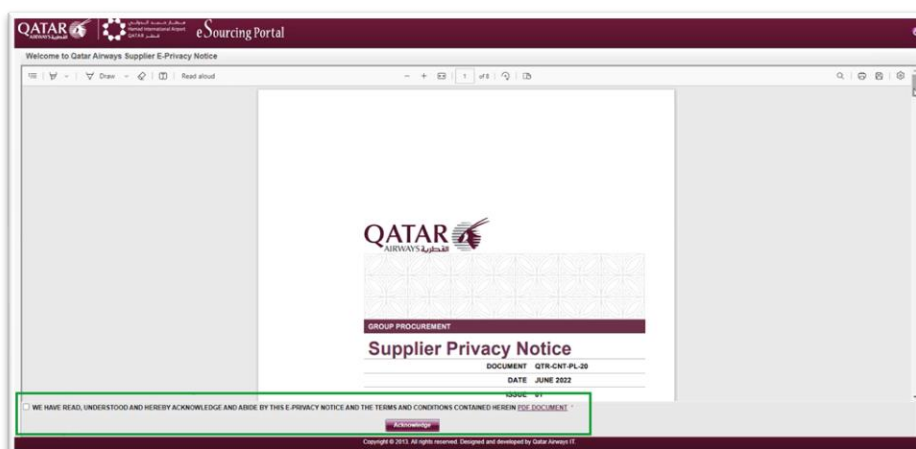 QATAR
AIRWAYS القطرية
Hamad International Airport
QATAR قطر
eSourcing Portal
Welcome to Qatar Airways Supplier E-Privacy Notice
Draw
Read aloud
1 of 8
QATAR
AIRWAYS القطرية
GROUP PROCUREMENT
Supplier Privacy Notice
DOCUMENT QTR-CNT-PL-20
DATE JUNE 2022
ISSUE 01
WE HAVE READ, UNDERSTOOD AND HEREBY ACKNOWLEDGE AND ABIDE BY THIS E-PRIVACY NOTICE AND THE TERMS AND CONDITIONS CONTAINED HEREIN PDF DOCUMENT *
Acknowledge
Copyright © 2013. All rights reserved. Designed and developed by Qatar Airways IT.